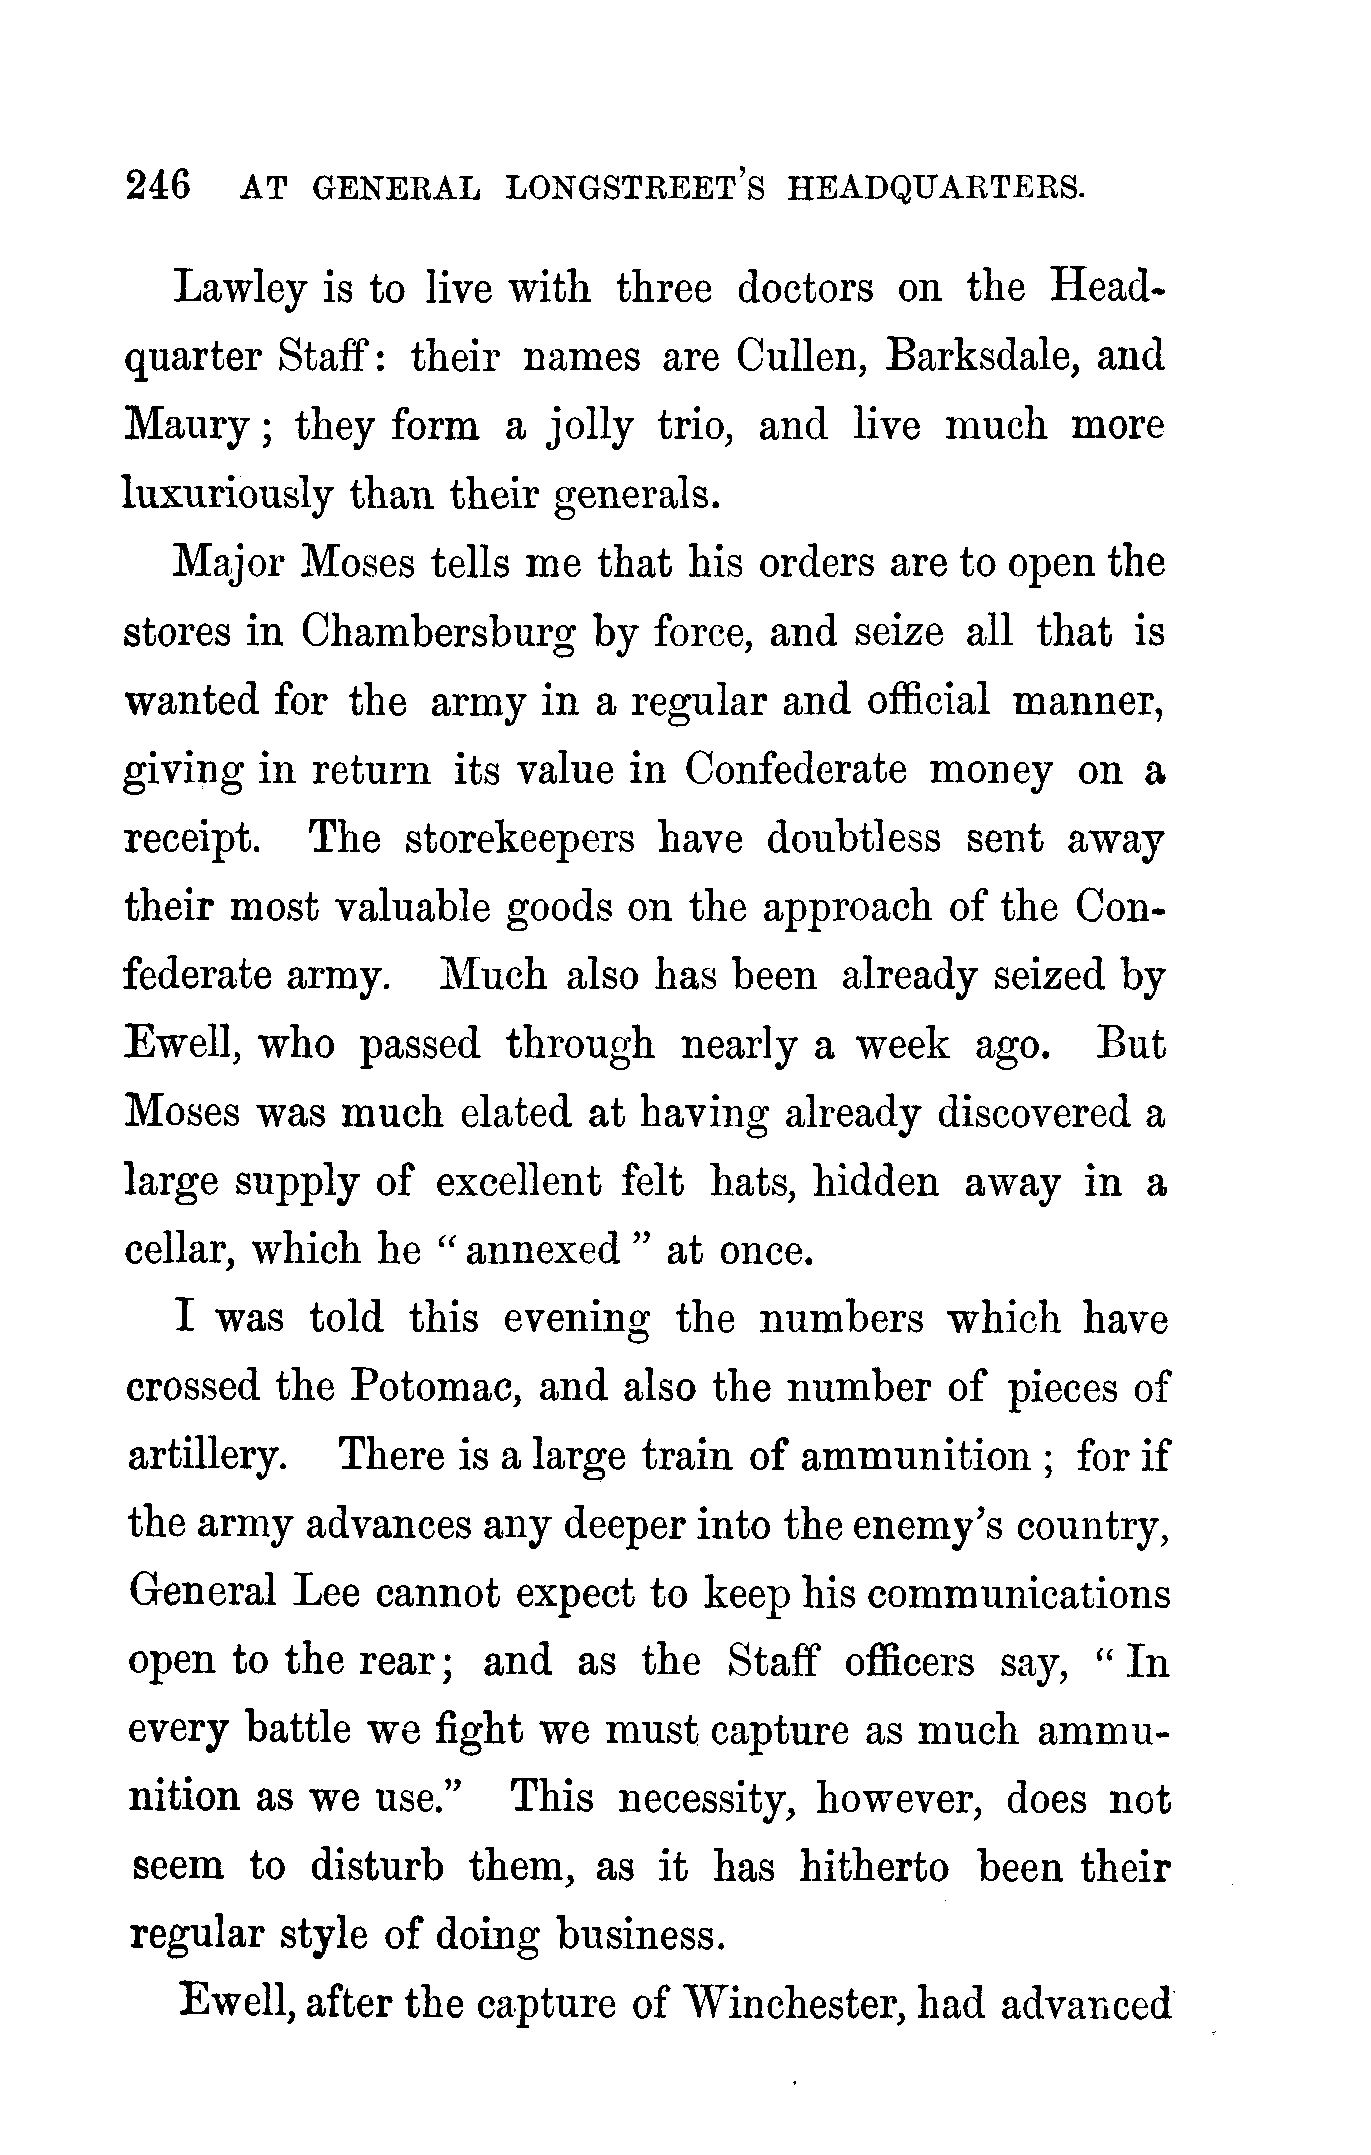 246 AT GENERAL LONGSTREET'S HEADQUARTERS.
Lawley is to live with three doctors on the Head-
quarter Staff: their names are Cullen, Barksdale, and
Maury; they form a jolly trio, and live much more
luxuriously than their generals.
Major Moses tells me that his orders are to open the
stores in Chambersburg by force, and seize all that is
wanted for the army in a regular and official manner,
giving in return its value in Confederate money on a
receipt. The storekeepers have doubtless sent away
their most valuable goods on the approach of the Con-
federate army. Much also has been already seized by
Ewell, who passed through nearly a week ago. But
Moses was much elated at having already discovered a
large supply of excellent felt hats, hidden away in a
cellar, which he “annexed” at once.
I was told this evening the numbers which have
crossed the Potomac, and also the number of pieces of
artillery. There is a large train of ammunition; for if
the army advances any deeper into the enemy's country,
General Lee cannot expect to keep his communications
open to the rear; and as the Staff officers say, “In
every battle we fight we must capture as much ammu-
nition as we use.” This necessity, however, does not
seem to disturb them, as it has hitherto been their
regular style of doing business.
Ewell, after the capture of Winchester, had advanced